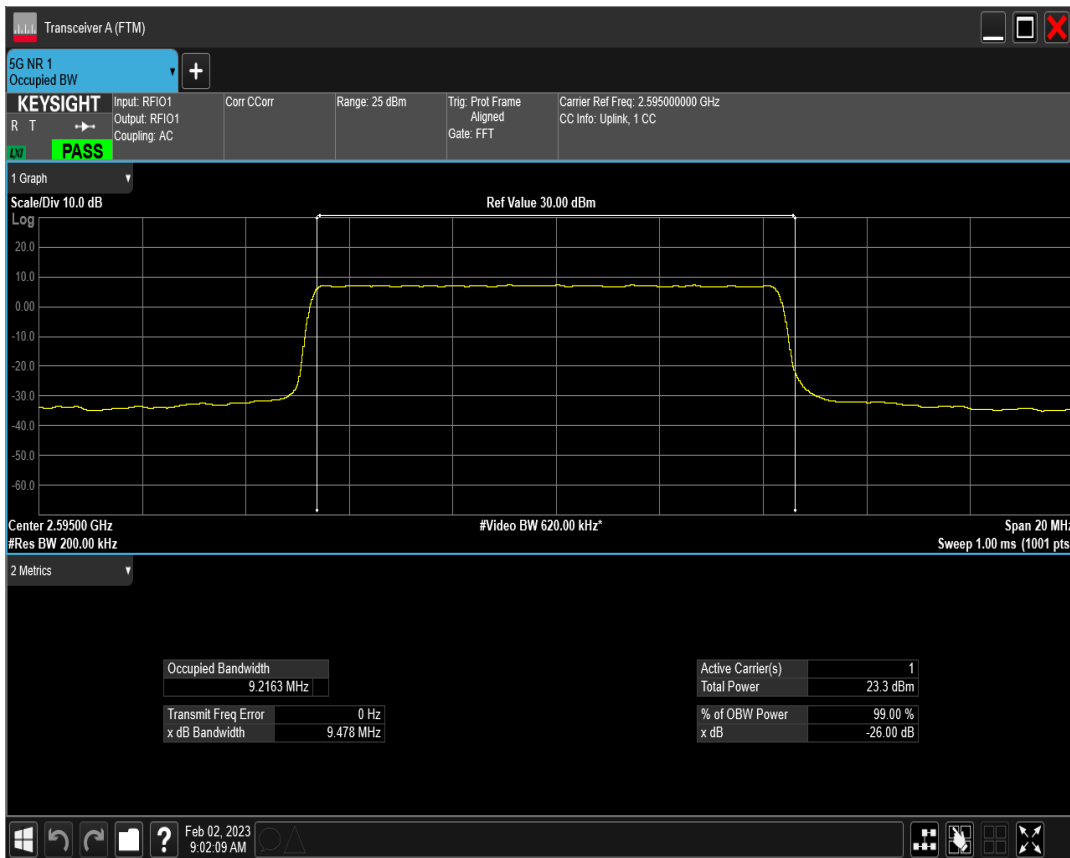 Transceiver A (FTM)
5G NR 1
Occupied BW
+
KEYSIGHT
R T
LXI
PASS
Input: RFIO1
Output: RFIO1
Coupling: AC
Corr CCorr
Range: 25 dBm
Trig: Prot Frame
Aligned
Gate: FFT
Carrier Ref Freq: 2.595000000 GHz
CC Info: Uplink, 1 CC
1 Graph
Scale/Div 10.0 dB
Ref Value 30.00 dBm
Log
20.0
10.0
0.00
-10.0
-20.0
-30.0
-40.0
-50.0
-60.0
Center 2.59500 GHz
#Video BW 620.00 kHz*
Span 20 MHz
#Res BW 200.00 kHz
Sweep 1.00 ms (1001 pts
2 Metrics
Occupied Bandwidth
9.2163 MHz
Transmit Freq Error 0 Hz
x dB Bandwidth 9.478 MHz
Active Carrier(s) 1
Total Power 23.3 dBm
% of OBW Power 99.00 %
x dB -26.00 dB
?
Feb 02, 2023
9:02:09 AM